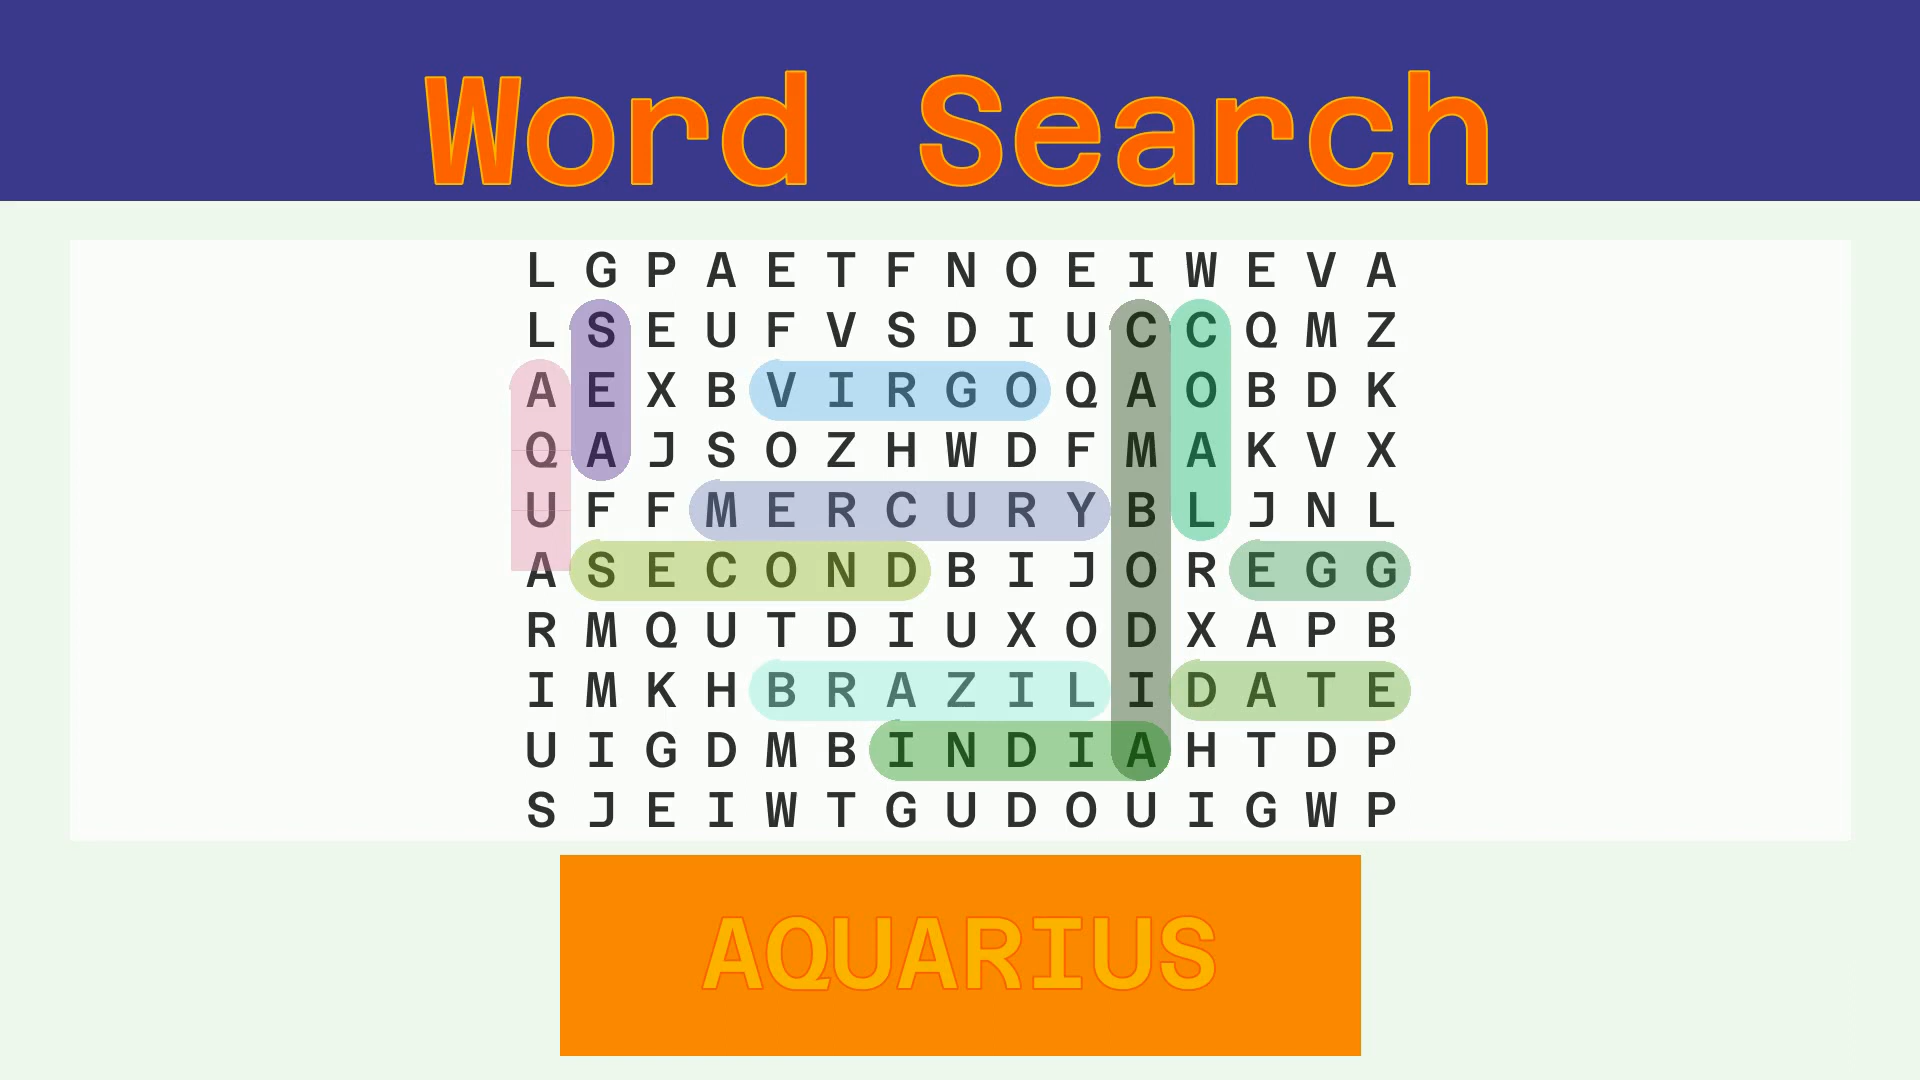 Word Search
L G P A E T F N O E I W E V A
L S E U F V S D I U C C Q M Z
A E X B V I R G O Q A O B D K
Q A J S O Z H W D F M A K V X
U F F M E R C U R Y B L J N L
A S E C O N D B I J O R E G G
R M Q U T D I U X O D X A P B
I M K H B R A Z I L I D A T E
U I G D M B I N D I A H T D P
S J E I W T G U D O U I G W P
AQUARIUS